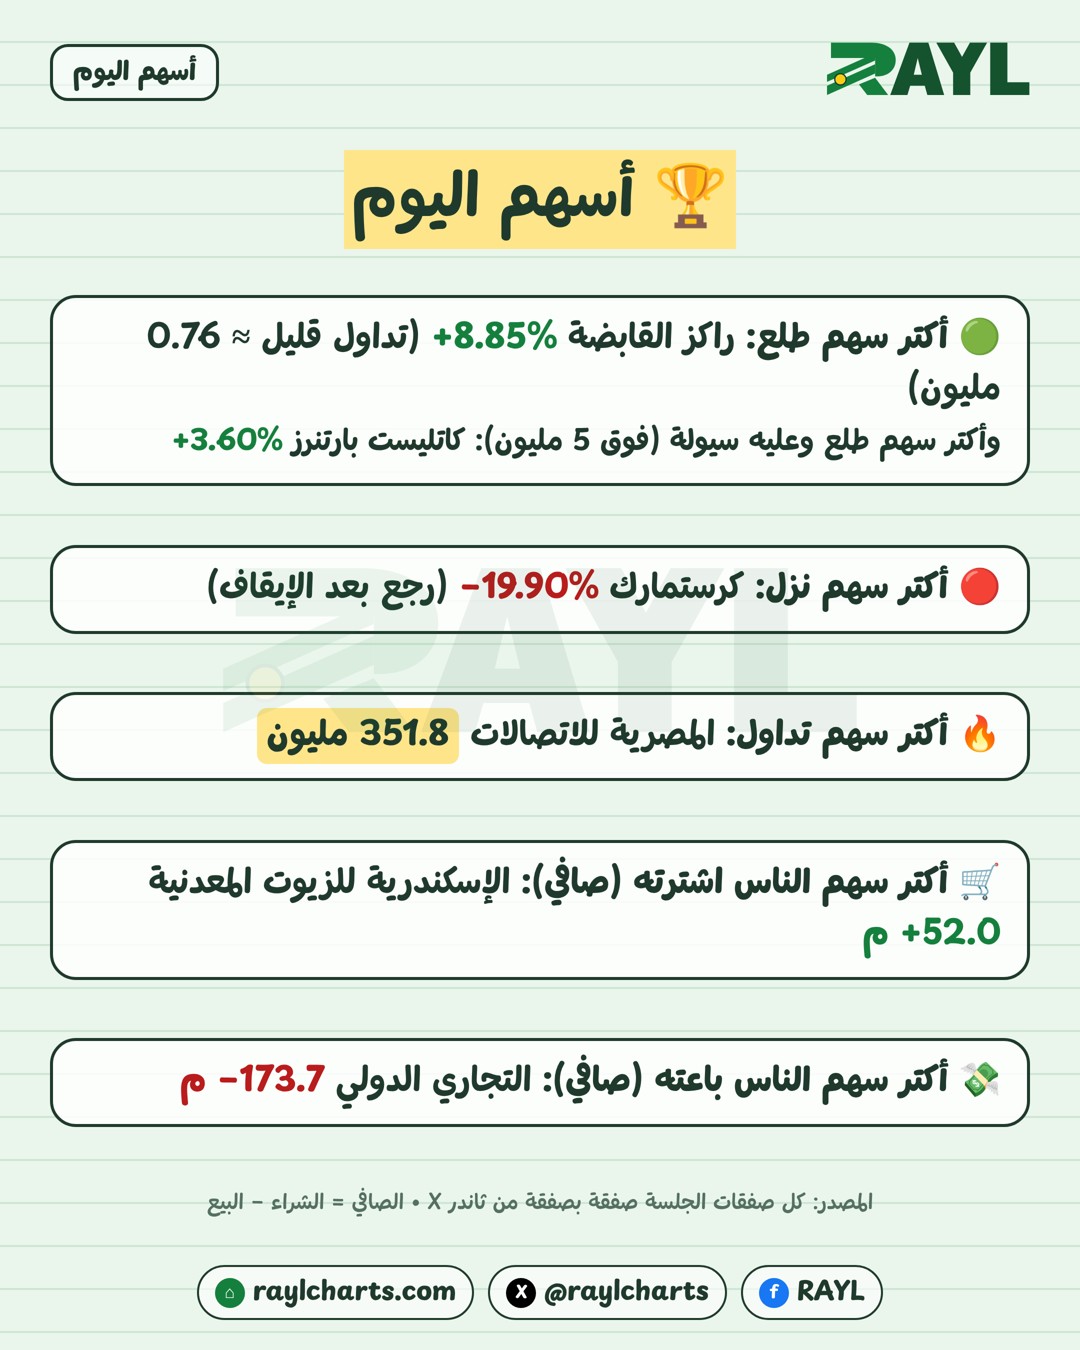 RAYL
أسهم اليوم
🏆 أسهم اليوم
🟢 أكتر سهم طلع: راكز القابضة +8.85% (تداول قليل ≈ 0.76
مليون)
وأكتر سهم طلع وعليه سيولة (فوق 5 مليون): كاتليست بارتنرز +3.60%
🔴 أكتر سهم نزل: كرستمارك −19.90% (رجع بعد الإيقاف)
🔥 أكتر سهم تداول: المصرية للاتصالات 351.8 مليون
🛒 أكتر سهم الناس اشترته (صافي): الإسكندرية للزيوت المعدنية
+52.0 م
💸 أكتر سهم الناس باعته (صافي): التجاري الدولي −173.7 م
المصدر: كل صفقات الجلسة صفقة بصفقة من ثاندر X • الصافي = الشراء − البيع
RAYL
@raylcharts
raylcharts.com